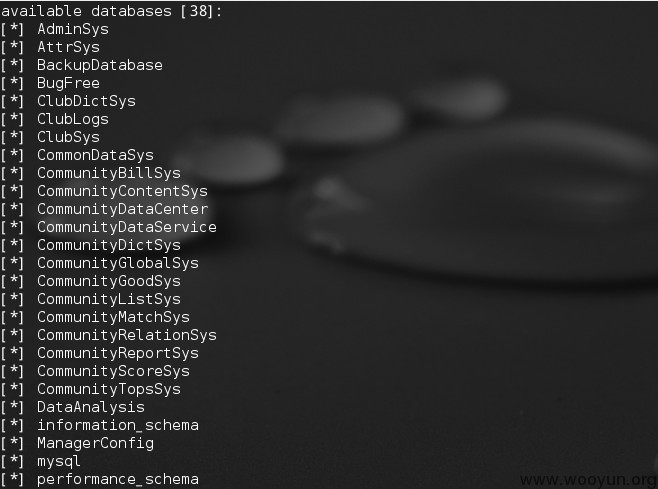 available databases [38]:
[*] AdminSys
[*] AttrSys
[*] BackupDatabase
[*] BugFree
[*] ClubDictSys
[*] ClubLogs
[*] ClubSys
[*] CommonDataSys
[*] CommunityBillSys
[*] CommunityContentSys
[*] CommunityDataCenter
[*] CommunityDataService
[*] CommunityDictSys
[*] CommunityGlobalSys
[*] CommunityGoodSys
[*] CommunityListSys
[*] CommunityMatchSys
[*] CommunityRelationSys
[*] CommunityReportSys
[*] CommunityScoreSys
[*] CommunityTopsSys
[*] DataAnalysis
[*] information_schema
[*] ManagerConfig
[*] mysql
[*] performance_schema
www.wooyun.org